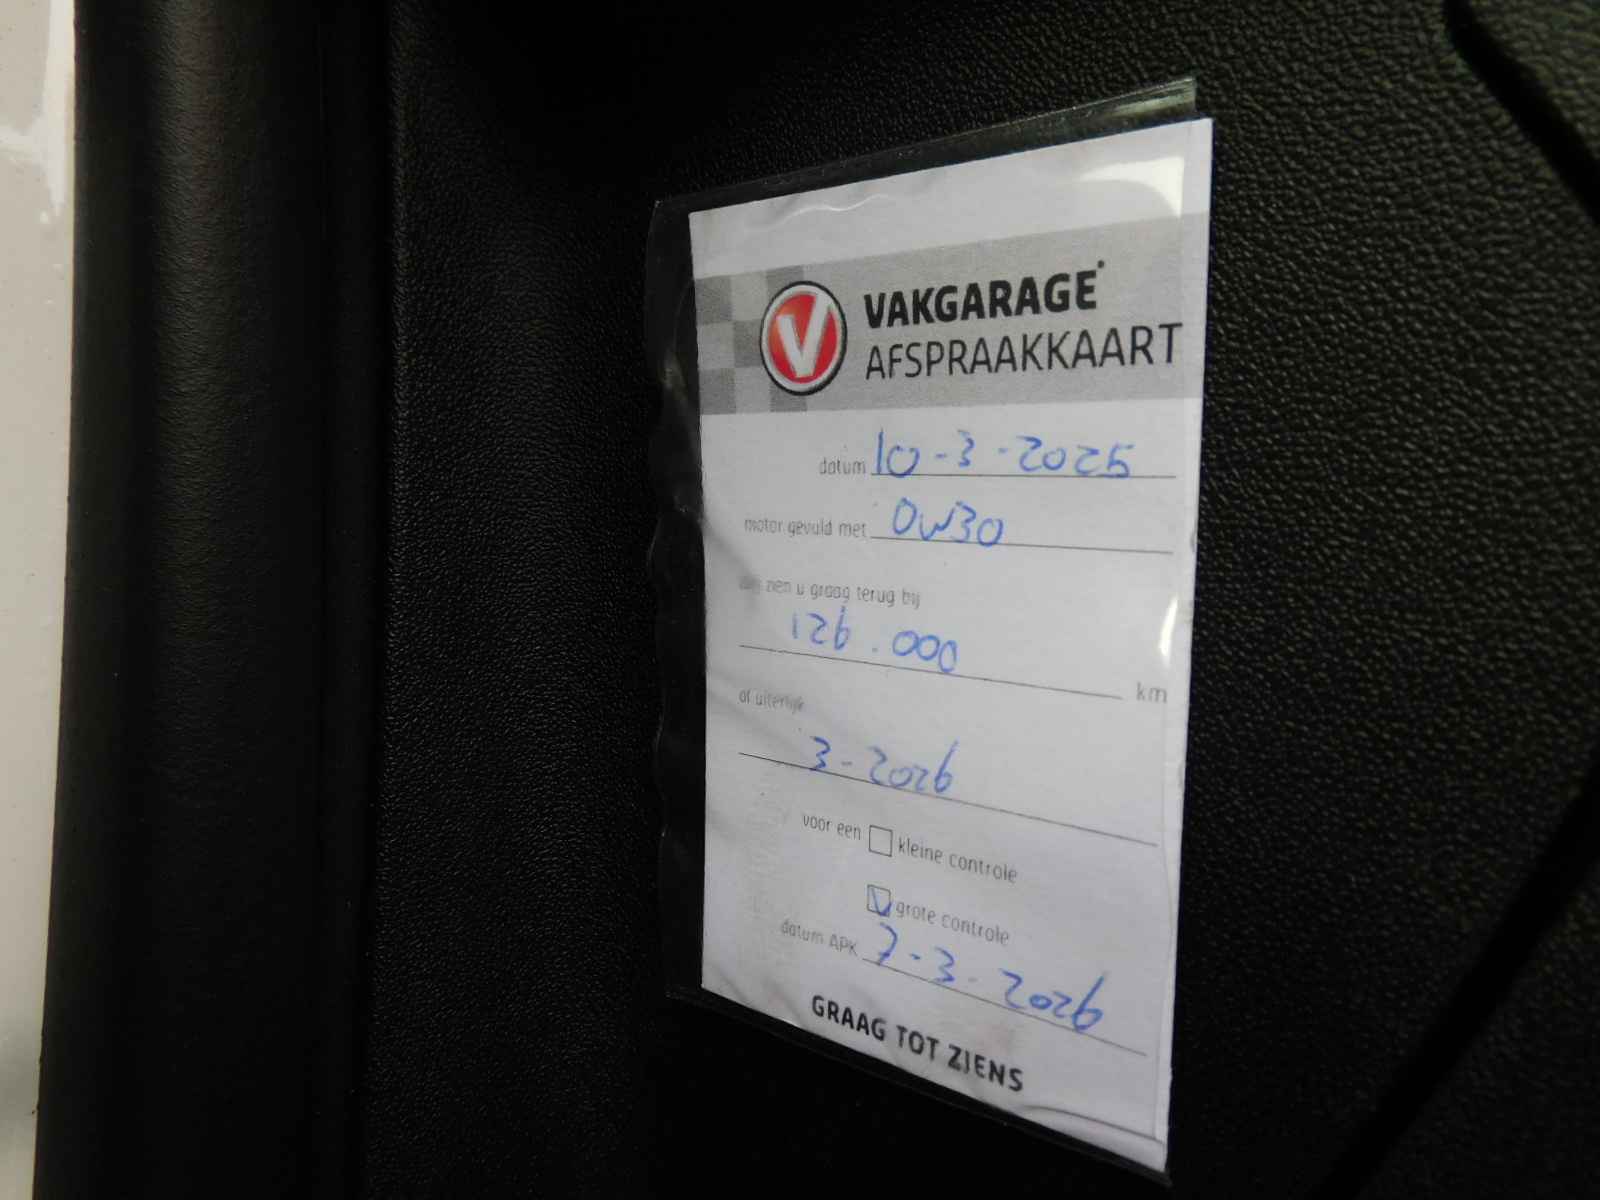 V VAKGARAGE
AFSPRAAKKAART
datum 10-3-2025
motor gevuld met 0W30
Wij zien u graag terug bij
126.000 km
of uiterlijk
3-2026
voor een kleine controle
grote controle
datum APK 7-3-2026
GRAAG TOT ZIENS